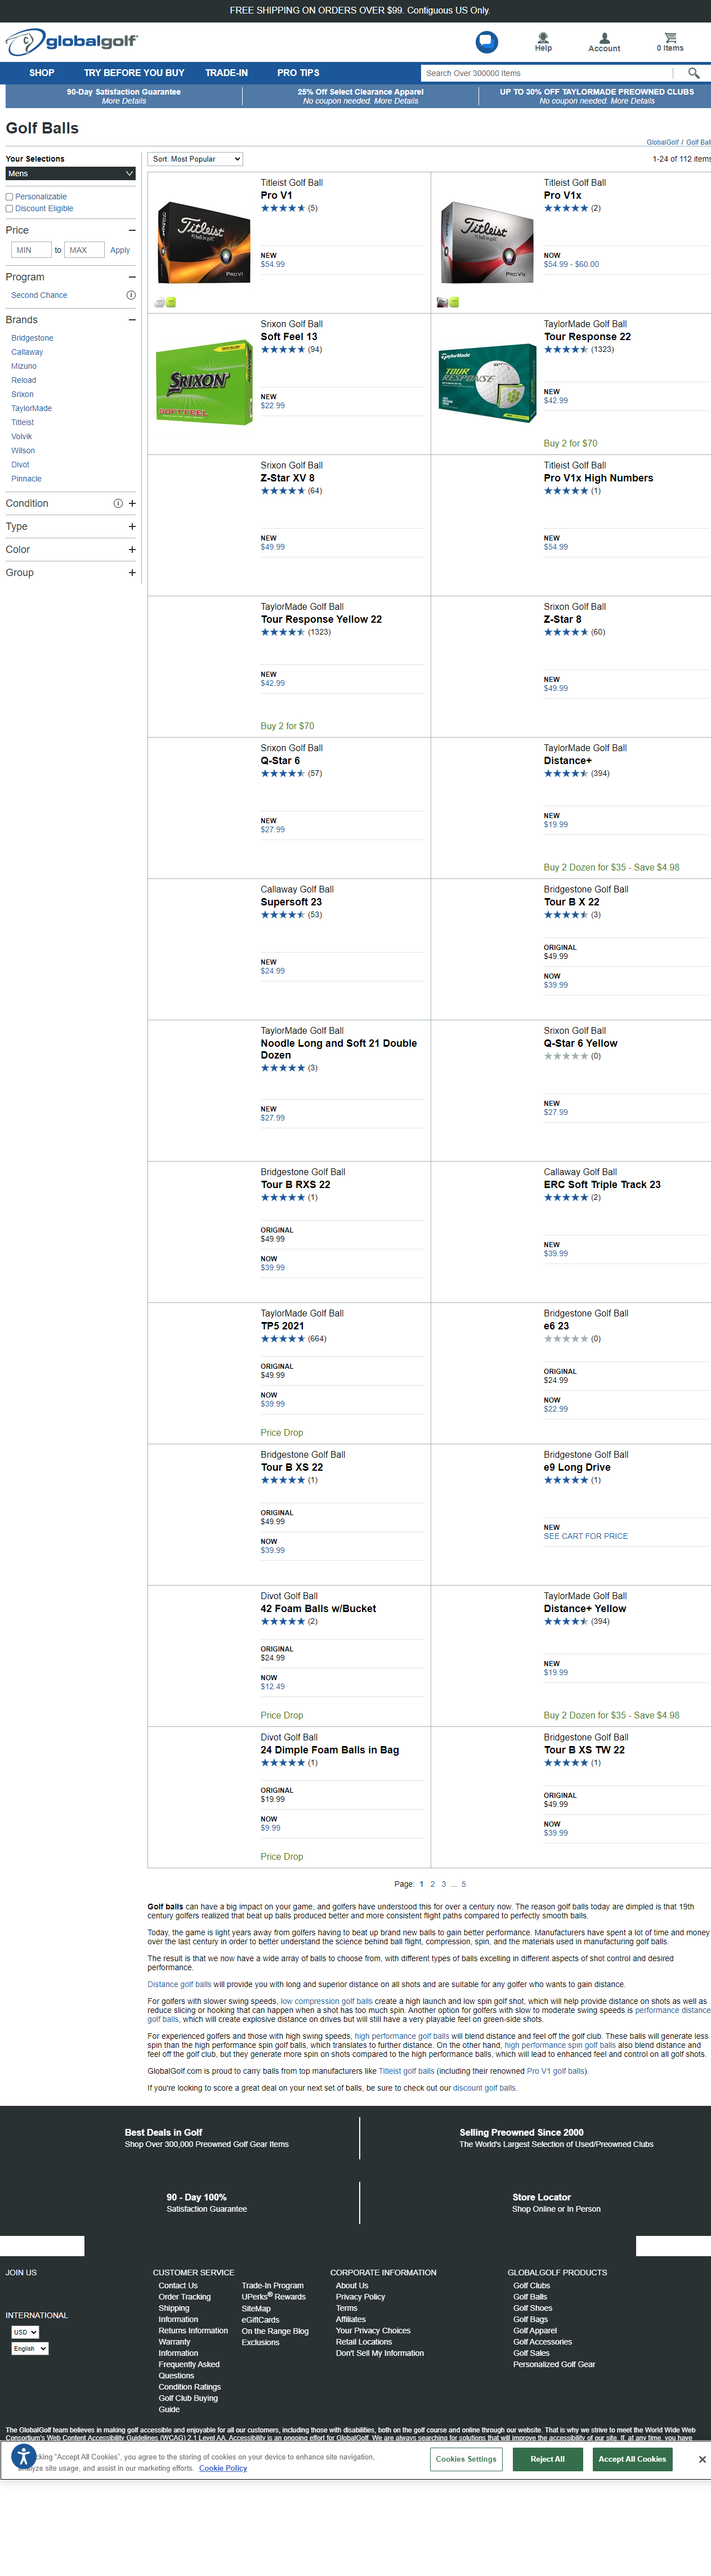 FREE SHIPPING ON ORDERS OVER $99. Contiguous US Only.
globalgolf
Help
Account
0 Items
SHOP
TRY BEFORE YOU BUY
TRADE-IN
PRO TIPS
Search Over 300000 Items
90-Day Satisfaction Guarantee
More Details
25% Off Select Clearance Apparel
No coupon needed. More Details
UP TO 30% OFF TAYLORMADE PREOWNED CLUBS
No coupon needed. More Details
Golf Balls
GlobalGolf / Golf Ball
Your Selections
Mens
Personalizable
Discount Eligible
Price
MIN to MAX Apply
Program
Second Chance
Brands
Bridgestone
Callaway
Mizuno
Reload
Srixon
TaylorMade
Titleist
Volvik
Wilson
Divot
Pinnacle
Condition
Type
Color
Group
Sort: Most Popular
1-24 of 112 items
Titleist Golf Ball
Pro V1
(5)
NEW
$54.99
Titleist Golf Ball
Pro V1x
(2)
NOW
$54.99 - $60.00
Srixon Golf Ball
Soft Feel 13
(94)
NEW
$22.99
TaylorMade Golf Ball
Tour Response 22
(1323)
NEW
$42.99
Buy 2 for $70
Srixon Golf Ball
Z-Star XV 8
(64)
NEW
$49.99
Titleist Golf Ball
Pro V1x High Numbers
(1)
NEW
$54.99
TaylorMade Golf Ball
Tour Response Yellow 22
(1323)
NEW
$42.99
Buy 2 for $70
Srixon Golf Ball
Z-Star 8
(60)
NEW
$49.99
Srixon Golf Ball
Q-Star 6
(57)
NEW
$27.99
TaylorMade Golf Ball
Distance+
(394)
NEW
$19.99
Buy 2 Dozen for $35 - Save $4.98
Callaway Golf Ball
Supersoft 23
(53)
NEW
$24.99
Bridgestone Golf Ball
Tour B X 22
(3)
ORIGINAL
$49.99
NOW
$39.99
TaylorMade Golf Ball
Noodle Long and Soft 21 Double
Dozen
(3)
NEW
$27.99
Srixon Golf Ball
Q-Star 6 Yellow
(0)
NEW
$27.99
Bridgestone Golf Ball
Tour B RXS 22
(1)
ORIGINAL
$49.99
NOW
$39.99
Callaway Golf Ball
ERC Soft Triple Track 23
(2)
NEW
$39.99
TaylorMade Golf Ball
TP5 2021
(664)
ORIGINAL
$49.99
NOW
$39.99
Price Drop
Bridgestone Golf Ball
e6 23
(0)
ORIGINAL
$24.99
NOW
$22.99
Bridgestone Golf Ball
Tour B XS 22
(1)
ORIGINAL
$49.99
NOW
$39.99
Bridgestone Golf Ball
e9 Long Drive
(1)
NEW
SEE CART FOR PRICE
Divot Golf Ball
42 Foam Balls w/Bucket
(2)
ORIGINAL
$24.99
NOW
$12.49
Price Drop
TaylorMade Golf Ball
Distance+ Yellow
(394)
NEW
$19.99
Buy 2 Dozen for $35 - Save $4.98
Divot Golf Ball
24 Dimple Foam Balls in Bag
(1)
ORIGINAL
$19.99
NOW
$9.99
Price Drop
Bridgestone Golf Ball
Tour B XS TW 22
(1)
ORIGINAL
$49.99
NOW
$39.99
Page: 1 2 3 ... 5
Golf balls can have a big impact on your game, and golfers have understood this for over a century now. The reason golf balls today are dimpled is that 19th
century golfers realized that beat up balls produced better and more consistent flight paths compared to perfectly smooth balls.
Today, the game is light years away from golfers having to beat up brand new balls to gain better performance. Manufacturers have spent a lot of time and money
over the last century in order to better understand the science behind ball flight, compression, spin, and the materials used in manufacturing golf balls.
The result is that we now have a wide array of balls to choose from, with different types of balls excelling in different aspects of shot control and desired
performance.
Distance golf balls will provide you with long and superior distance on all shots and are suitable for any golfer who wants to gain distance.
For golfers with slower swing speeds, low compression golf balls create a high launch and low spin golf shot, which will help provide distance on shots as well as
reduce slicing or hooking that can happen when a shot has too much spin. Another option for golfers with slow to moderate swing speeds is performance distance
golf balls, which will create explosive distance on drives but will still have a very playable feel on green-side shots.
For experienced golfers and those with high swing speeds, high performance golf balls will blend distance and feel off the golf club. These balls will generate less
spin than the high performance spin golf balls, which translates to further distance. On the other hand, high performance spin golf balls also blend distance and
feel off the golf club, but they generate more spin on shots compared to the high performance balls, which will lead to enhanced feel and control on all golf shots.
GlobalGolf.com is proud to carry balls from top manufacturers like Titleist golf balls (including their renowned Pro V1 golf balls).
If you're looking to score a great deal on your next set of balls, be sure to check out our discount golf balls.
Best Deals in Golf
Shop Over 300,000 Preowned Golf Gear Items
Selling Preowned Since 2000
The World's Largest Selection of Used/Preowned Clubs
90 - Day 100%
Satisfaction Guarantee
Store Locator
Shop Online or In Person
JOIN US
INTERNATIONAL
USD
English
CUSTOMER SERVICE
Contact Us
Order Tracking
Shipping
Information
Returns Information
Warranty
Information
Frequently Asked
Questions
Condition Ratings
Golf Club Buying
Guide
Trade-In Program
UPerks® Rewards
SiteMap
eGiftCards
On the Range Blog
Exclusions
CORPORATE INFORMATION
About Us
Privacy Policy
Terms
Affiliates
Your Privacy Choices
Retail Locations
Don't Sell My Information
GLOBALGOLF PRODUCTS
Golf Clubs
Golf Balls
Golf Shoes
Golf Bags
Golf Apparel
Golf Accessories
Golf Sales
Personalized Golf Gear
The GlobalGolf team believes in making golf accessible and enjoyable for all our customers, including those with disabilities, both on the golf course and online through our website. That is why we strive to meet the World Wide Web
Consortium's Web Content Accessibility Guidelines (WCAG) 2.1 Level AA. Accessibility is an ongoing effort for GlobalGolf. We are always searching for solutions that will improve the accessibility of our site. If, at any time, you have
"Accept All Cookies", you agree to the storing of cookies on your device to enhance site navigation,
site usage, and assist in our marketing efforts. Cookie Policy
Cookies Settings
Reject All
Accept All Cookies